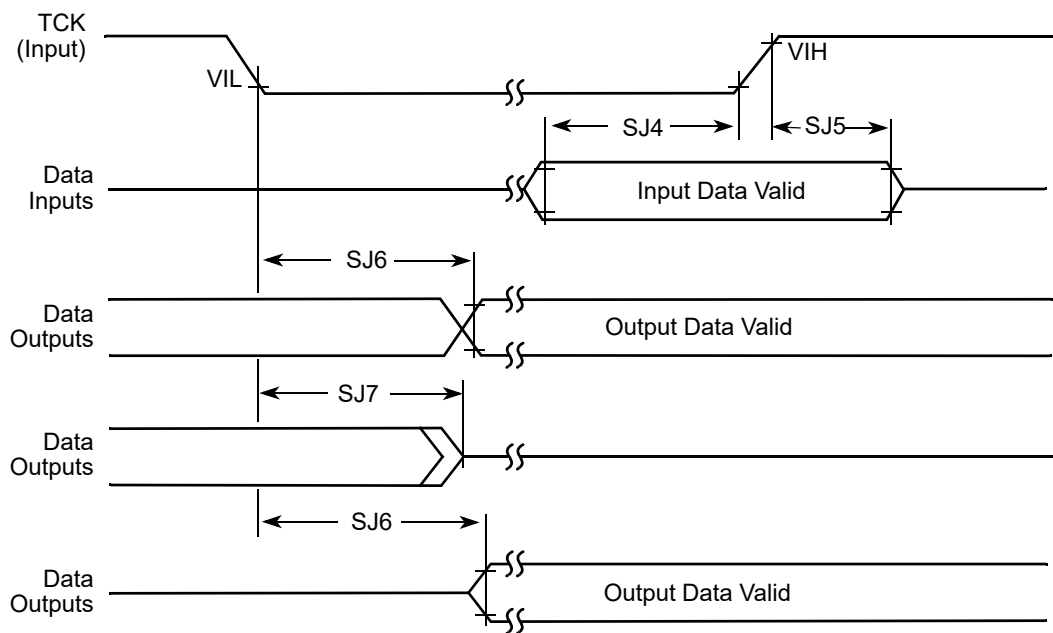 TCK
(Input)
VIL
VIH
SJ4
SJ5
Data
Inputs
Input Data Valid
SJ6
Data
Outputs
Output Data Valid
SJ7
Data
Outputs
SJ6
Data
Outputs
Output Data Valid